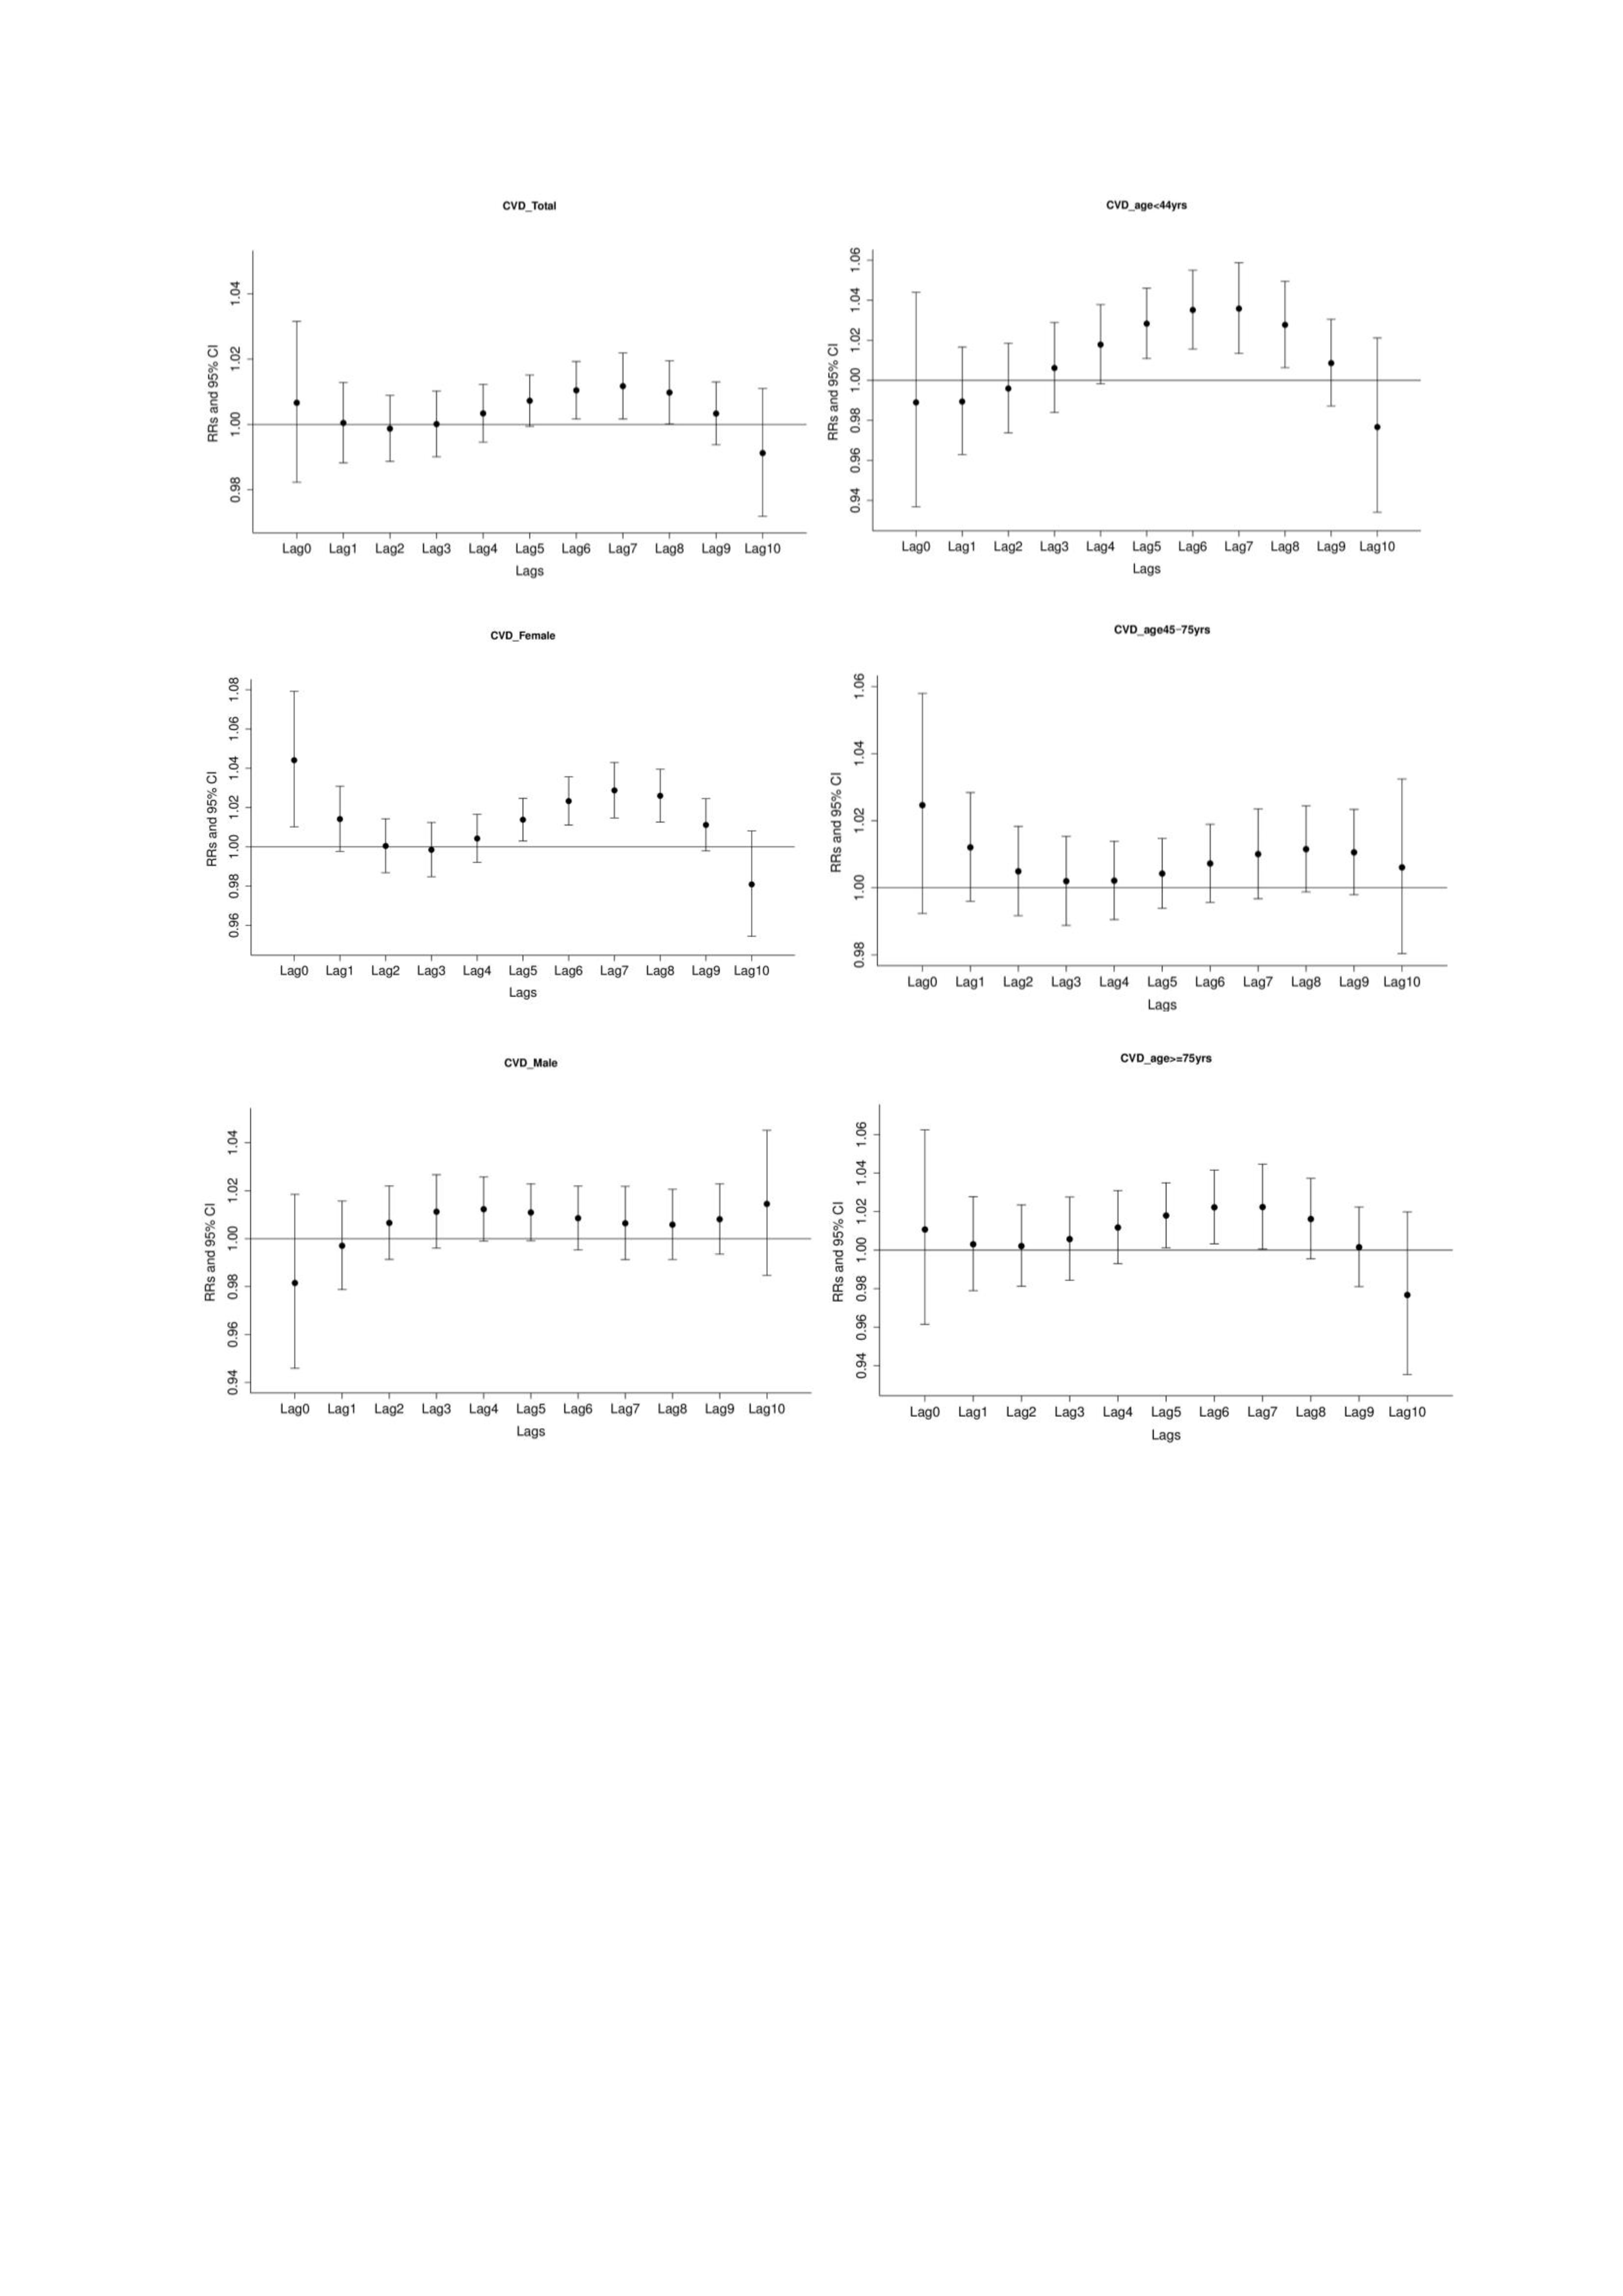 CVD_Total
RRs and 95% CI
1.04
1.02
1.00
0.98
Lag0 Lag1 Lag2 Lag3 Lag4 Lag5 Lag6 Lag7 Lag8 Lag9 Lag10
Lags
CVD_age<44yrs
RRs and 95% CI
1.06
1.04
1.02
1.00
0.98
0.96
0.94
Lag0 Lag1 Lag2 Lag3 Lag4 Lag5 Lag6 Lag7 Lag8 Lag9 Lag10
Lags
CVD_Female
RRs and 95% CI
1.08
1.06
1.04
1.02
1.00
0.98
0.96
Lag0 Lag1 Lag2 Lag3 Lag4 Lag5 Lag6 Lag7 Lag8 Lag9 Lag10
Lags
CVD_age45−75yrs
RRs and 95% CI
1.06
1.04
1.02
1.00
0.98
Lag0 Lag1 Lag2 Lag3 Lag4 Lag5 Lag6 Lag7 Lag8 Lag9 Lag10
Lags
CVD_Male
RRs and 95% CI
1.04
1.02
1.00
0.98
0.96
0.94
Lag0 Lag1 Lag2 Lag3 Lag4 Lag5 Lag6 Lag7 Lag8 Lag9 Lag10
Lags
CVD_age>=75yrs
RRs and 95% CI
1.06
1.04
1.02
1.00
0.98
0.96
0.94
Lag0 Lag1 Lag2 Lag3 Lag4 Lag5 Lag6 Lag7 Lag8 Lag9 Lag10
Lags